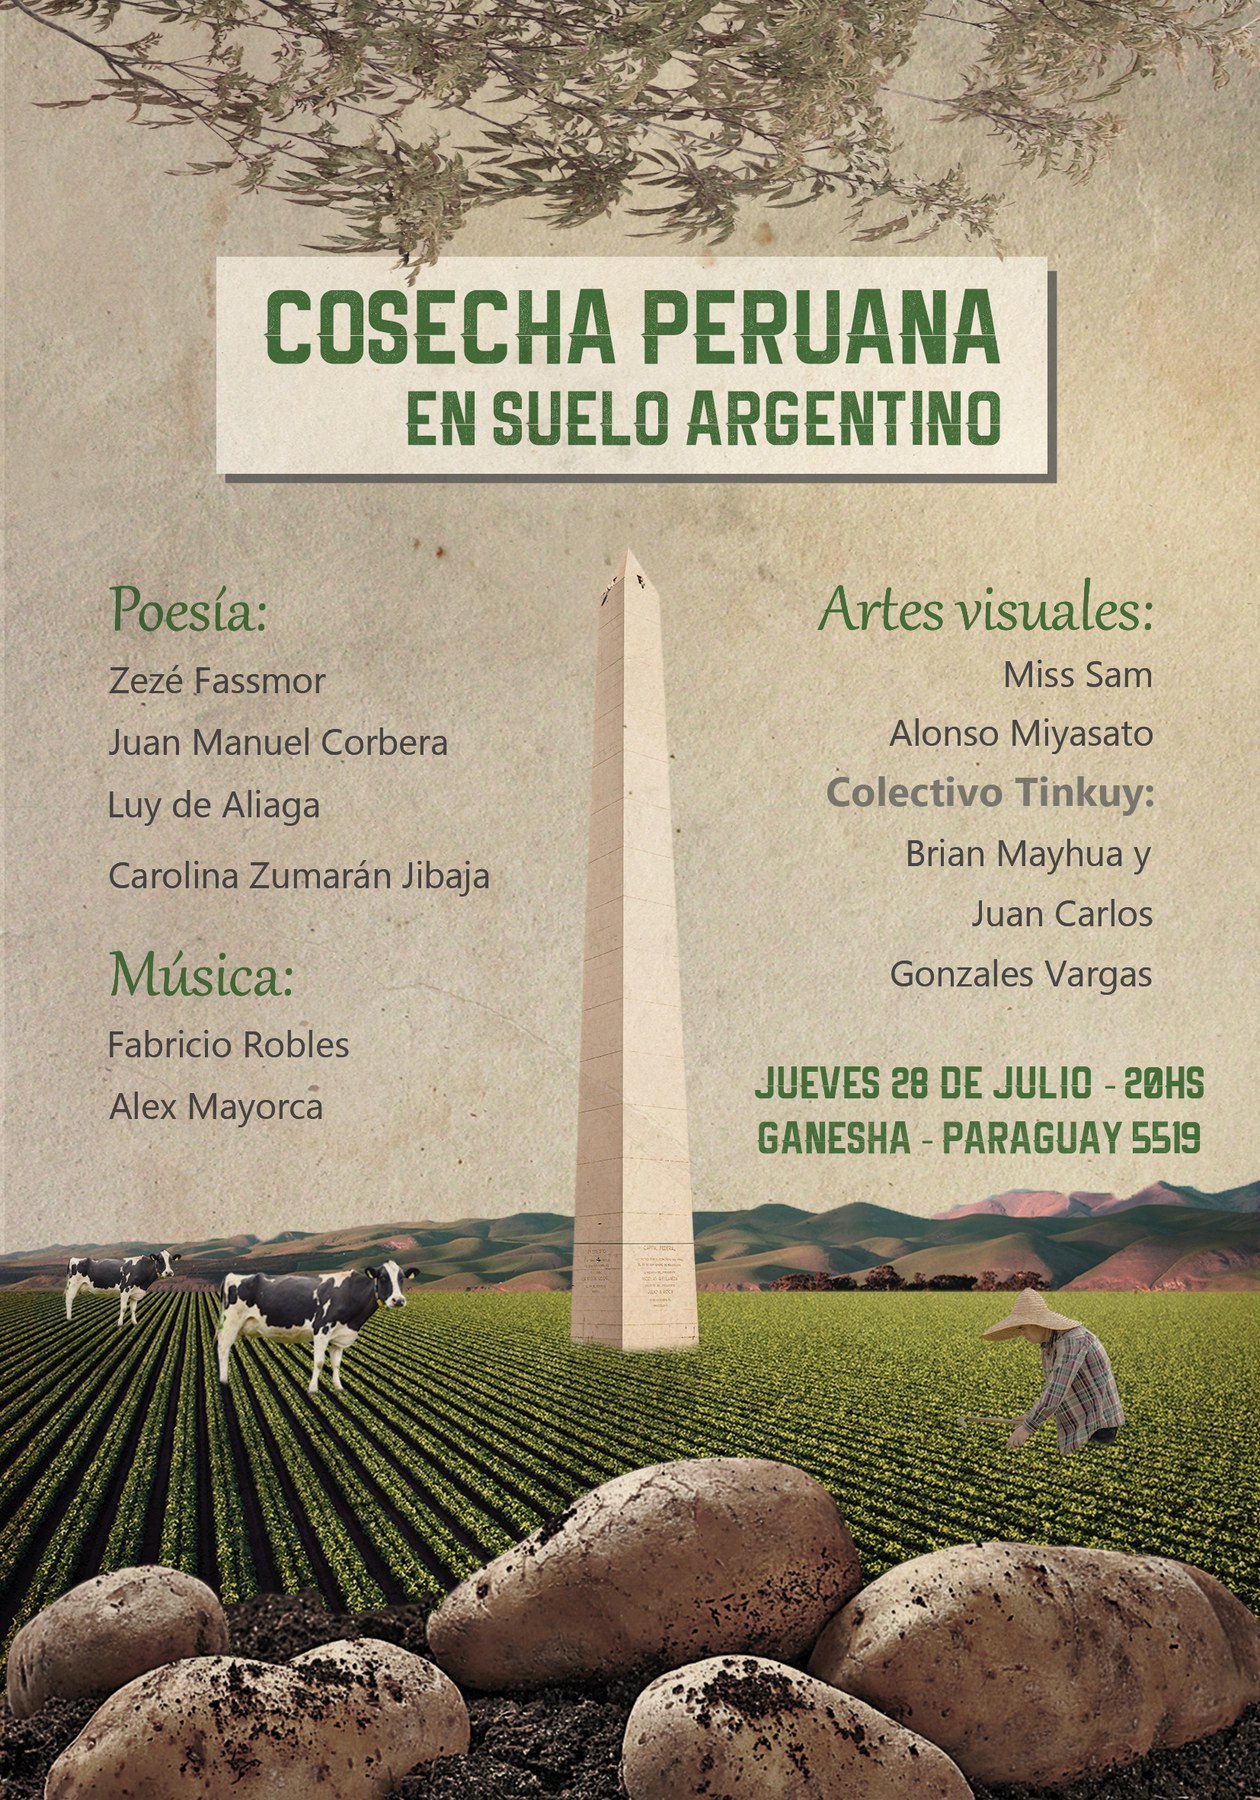 COSECHA PERUANA
EN SUELO ARGENTINO
Poesía:
Zezé Fassmor
Juan Manuel Corbera
Luy de Aliaga
Carolina Zumarán Jibaja
Música:
Fabricio Robles
Alex Mayorca
Artes visuales:
Miss Sam
Alonso Miyasato
Colectivo Tinkuy:
Brian Mayhua y
Juan Carlos
Gonzales Vargas
JUEVES 28 DE JULIO - 20HS
GANESHA - PARAGUAY 5519